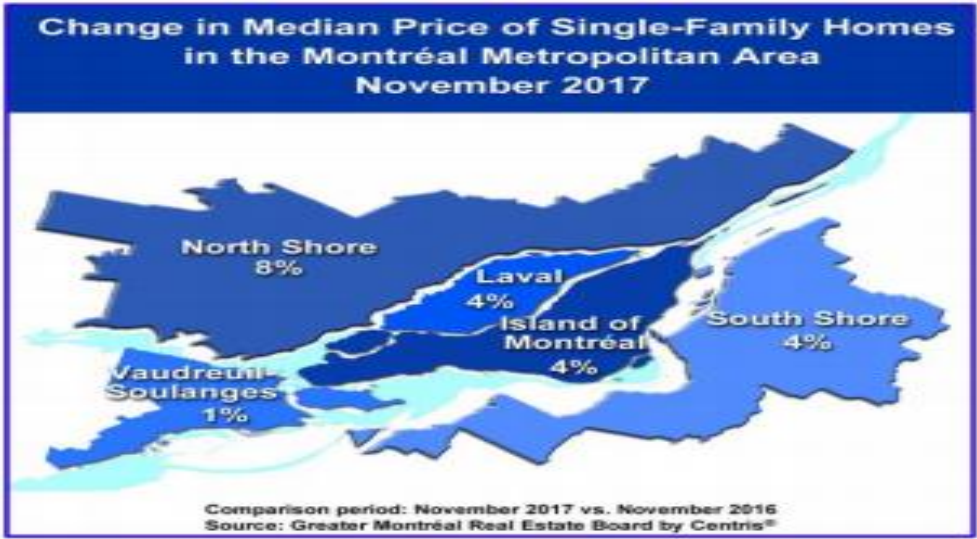 Change in Median Price of Single-Family Homes
in the Montréal Metropolitan Area
November 2017
North Shore
8%
Laval
4%
Island of
Montréal
4%
South Shore
4%
Vaudreuil-
Soulanges
1%
Comparison period: November 2017 vs. November 2016
Source: Greater Montréal Real Estate Board by Centris®